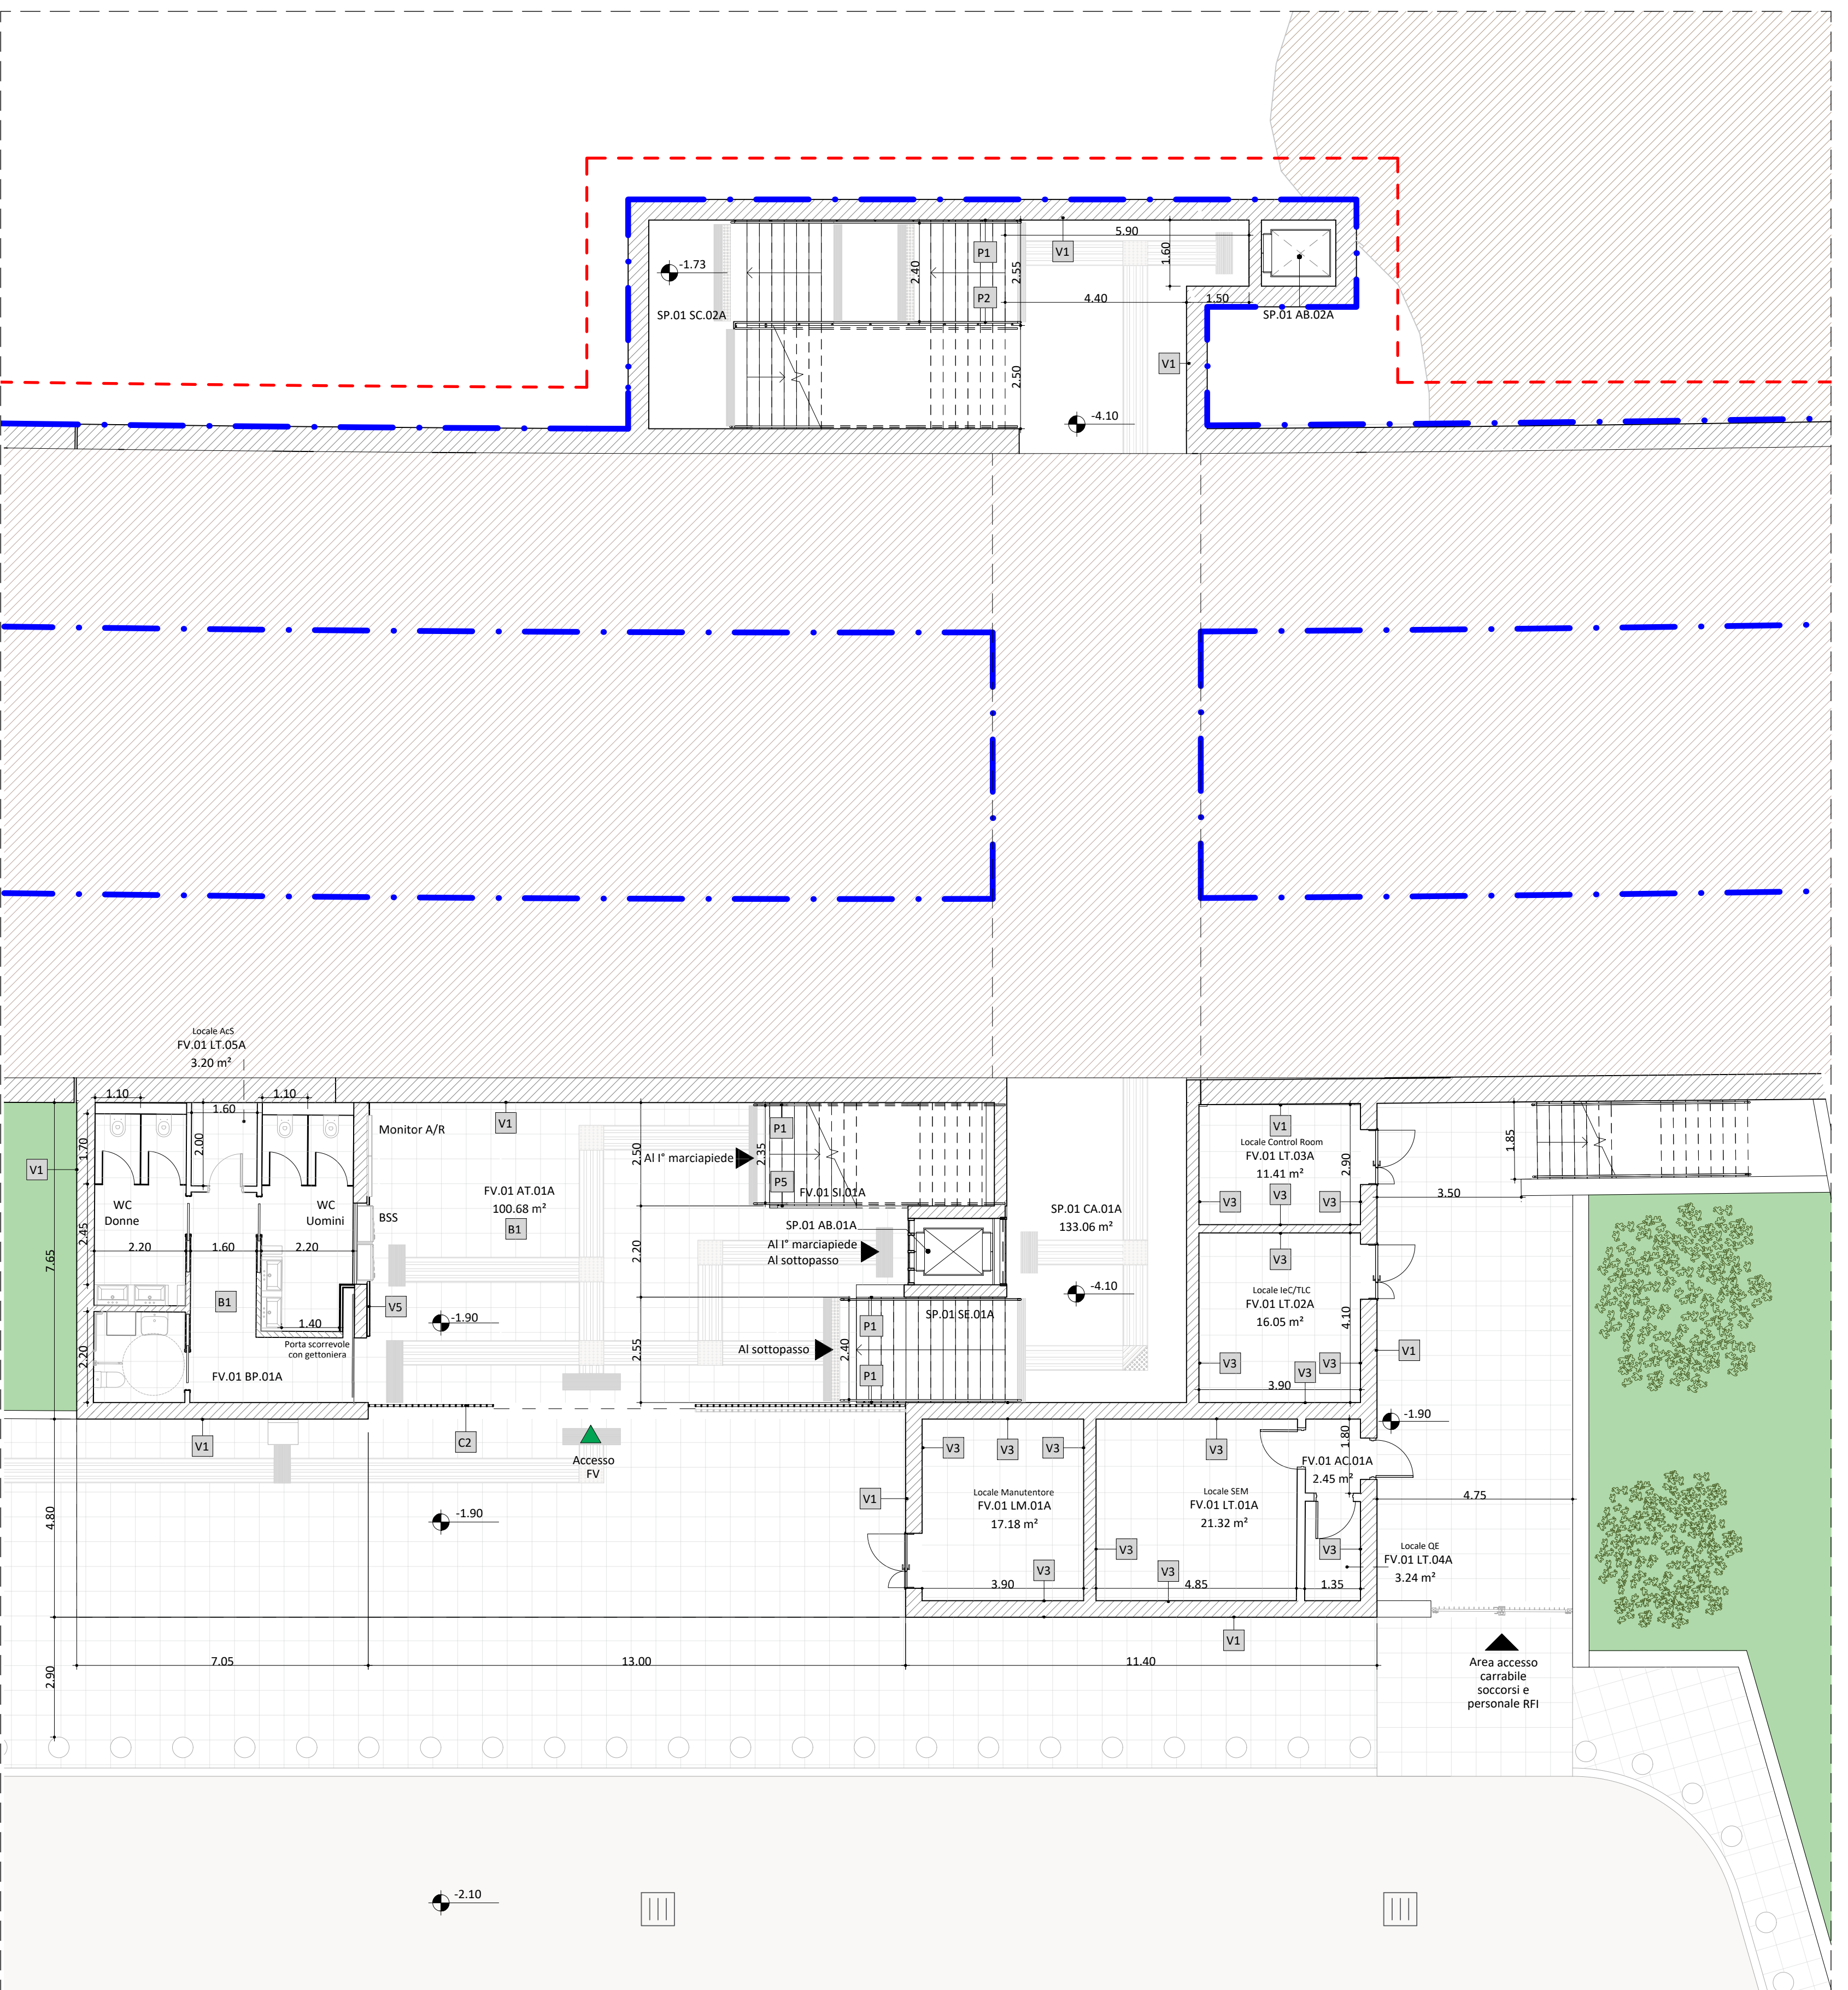 5.90
P1
V1
1.60
-1.73
2.40
2.55
P2
4.40
1.50
SP.01 SC.02A
SP.01 AB.02A
V1
2.50
-4.10
Locale AcS
FV.01 LT.05A
3.20 m²
1.10
1.10
1.60
2.00
1.70
V1
Monitor A/R
V1
P1
2.50
2.35
Al I° marciapiede
P5
FV.01 SI.01A
V1
Locale Control Room
FV.01 LT.03A
11.41 m²
2.90
1.85
V3
V3
V3
3.50
FV.01 AT.01A
100.68 m²
B1
WC
Donne
WC
Uomini
BSS
SP.01 CA.01A
133.06 m²
SP.01 AB.01A
Al I° marciapiede
Al sottopasso
2.45
2.20
1.60
2.20
7.65
2.20
V3
-4.10
Locale IeC/TLC
FV.01 LT.02A
16.05 m²
4.10
B1
V5
-1.90
SP.01 SE.01A
P1
1.40
Porta scorrevole
con gettoniera
2.20
2.55
Al sottopasso
2.40
P1
V1
V3
V3
V3
3.90
FV.01 BP.01A
-1.90
V1
C2
Accesso
FV
V3
V3
V3
V3
1.80
FV.01 AC.01A
2.45 m²
Locale Manutentore
FV.01 LM.01A
17.18 m²
Locale SEM
FV.01 LT.01A
21.32 m²
V1
4.75
4.80
-1.90
V3
V3
V3
V3
Locale QE
FV.01 LT.04A
3.24 m²
3.90
4.85
1.35
V1
7.05
13.00
11.40
2.90
Area accesso
carrabile
soccorsi e
personale RFI
-2.10